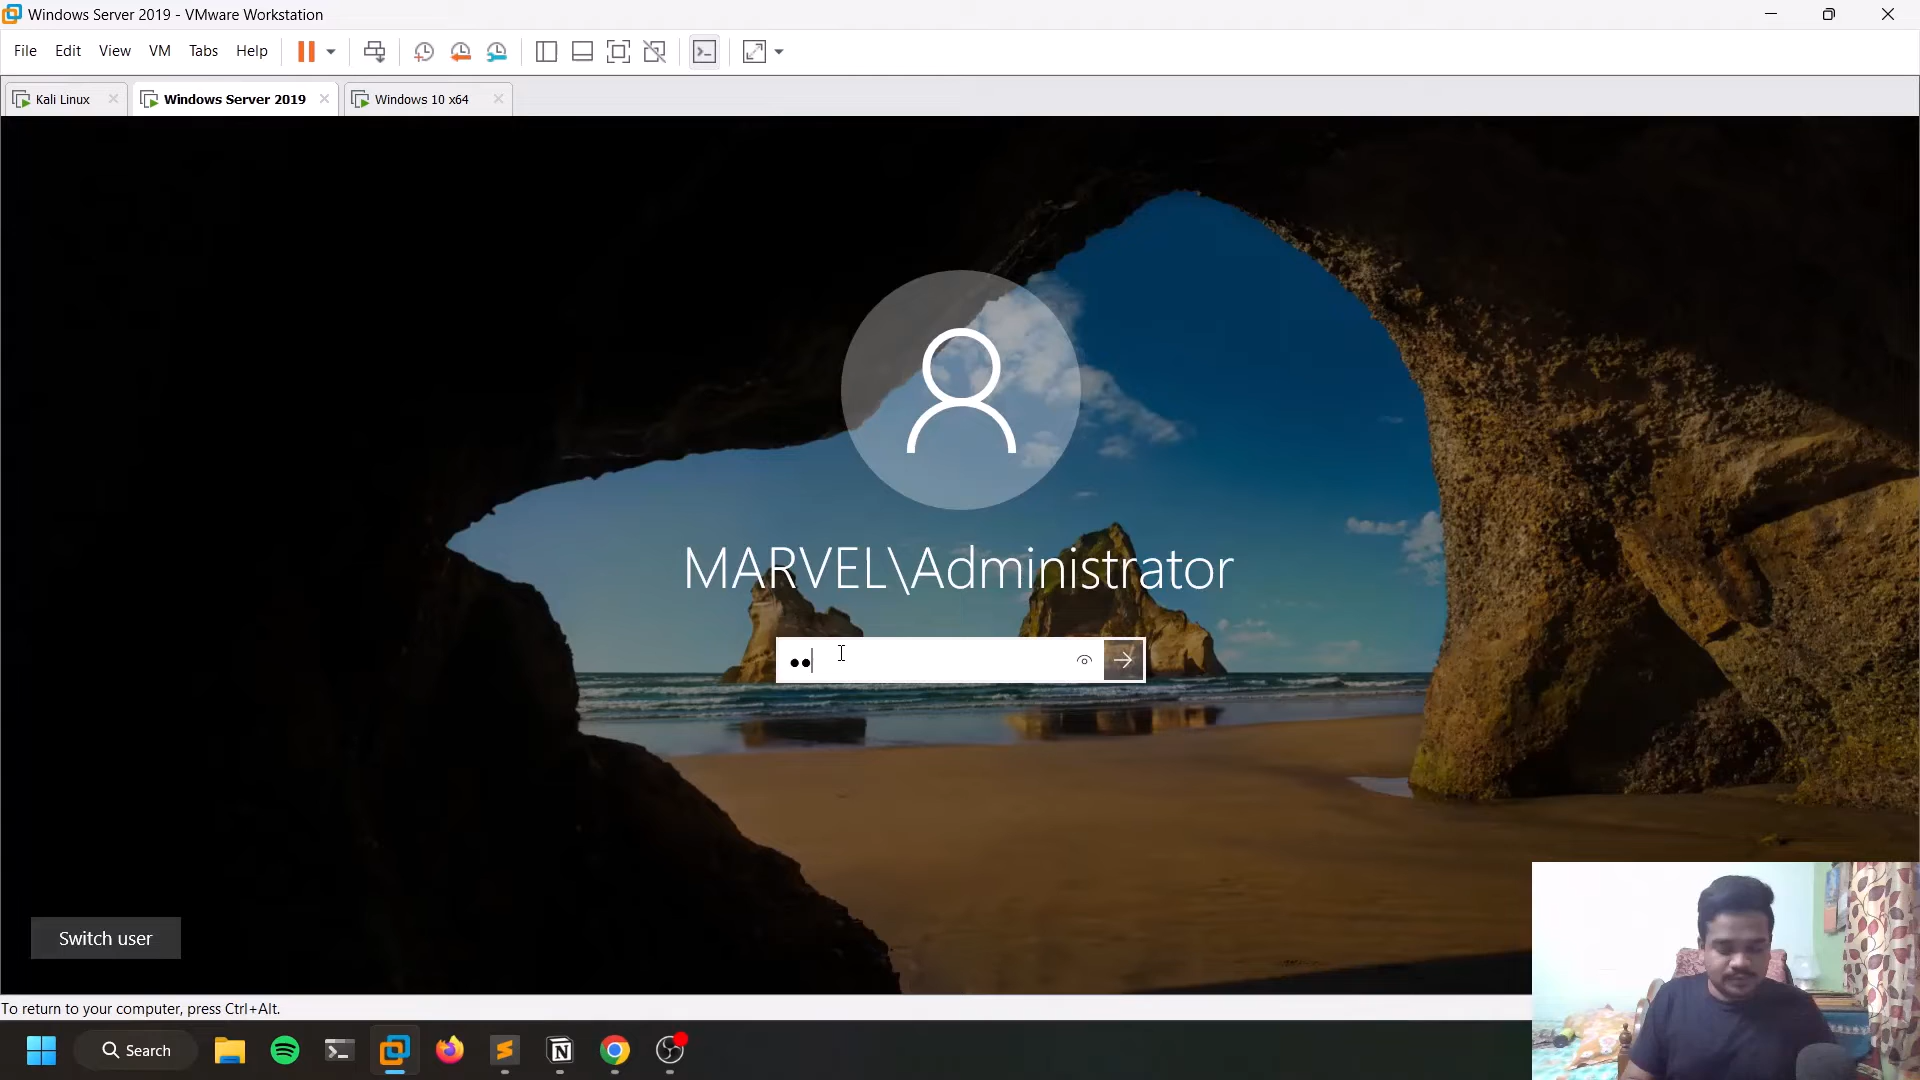 Windows Server 2019 - VMware Workstation
File Edit View VM Tabs Help
Kali Linux Windows Server 2019 Windows 10 x64
MARVEL\Administrator
Switch user
To return to your computer, press Ctrl+Alt.
Search